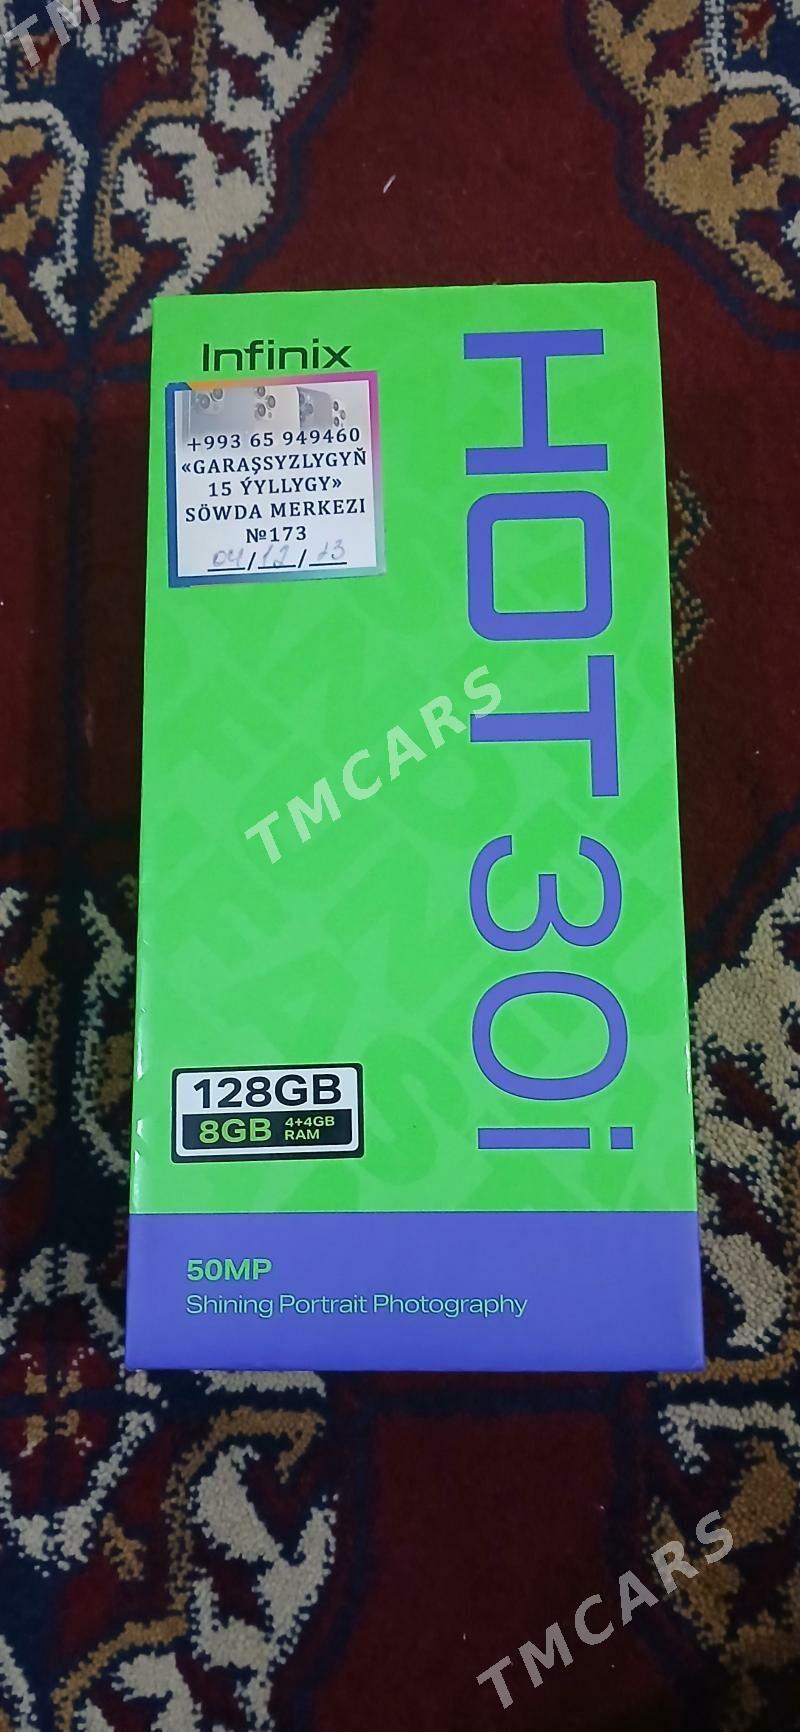 TMCARS
Infinix
+993 65 949460
«GARAŞSYZLYGYŇ
15 ÝYLLYGY»
SÖWDA MERKEZI
№173
04/12/23
HOT 30i
TMCARS
128GB
8GB 4+4GB
RAM
50MP
Shining Portrait Photography
TMCARS